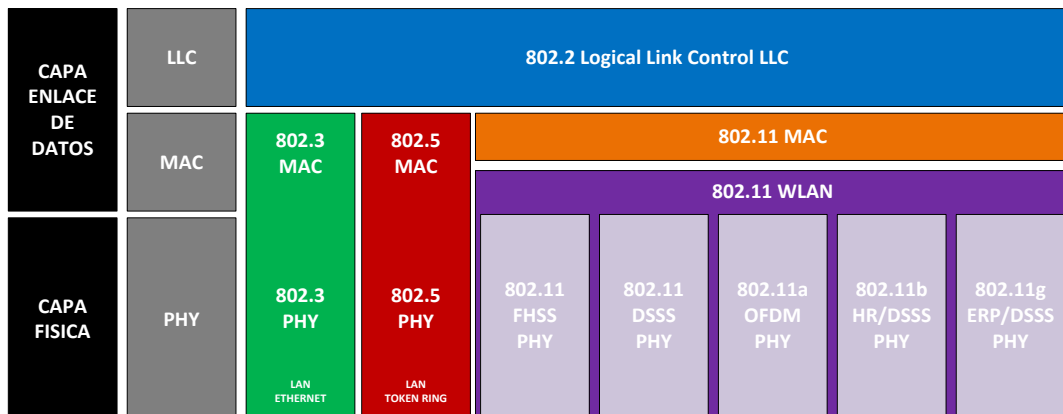 CAPA
ENLACE
DE
DATOS
LLC
802.2 Logical Link Control LLC
MAC
802.3
MAC
802.5
MAC
802.11 MAC
802.11 WLAN
CAPA
FISICA
PHY
802.3
PHY
LAN
ETHERNET
802.5
PHY
LAN
TOKEN RING
802.11
FHSS
PHY
802.11
DSSS
PHY
802.11a
OFDM
PHY
802.11b
HR/DSSS
PHY
802.11g
ERP/DSSS
PHY